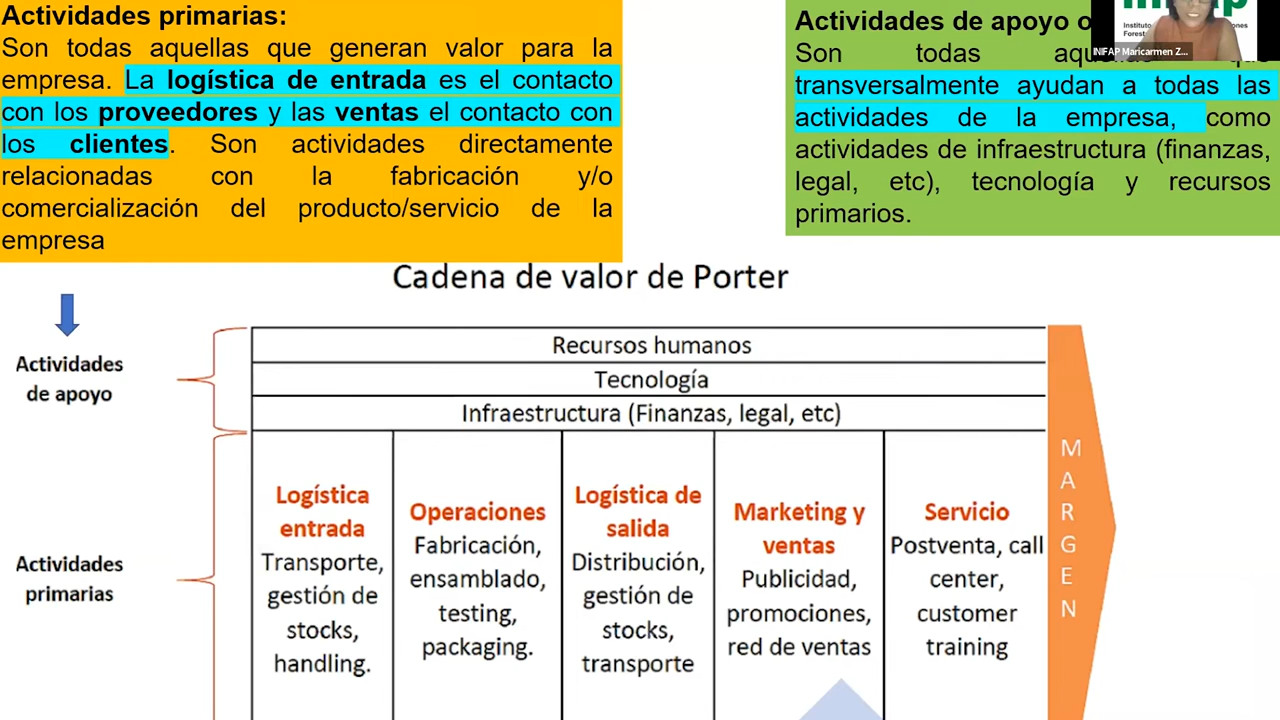 Actividades primarias:
Son todas aquellas que generan valor para la
empresa. La logística de entrada es el contacto
con los proveedores y las ventas el contacto con
los clientes. Son actividades directamente
relacionadas con la fabricación y/o
comercialización del producto/servicio de la
empresa
Actividades de apoyo o
Son todas
transversalmente ayudan a todas las
actividades de la empresa, como
actividades de infraestructura (finanzas,
legal, etc), tecnología y recursos
primarios.
Instituto
INIFAP Maricarmen Z...
Cadena de valor de Porter
Actividades
de apoyo
Recursos humanos
Tecnología
Infraestructura (Finanzas, legal, etc)
Actividades
primarias
Logística
entrada
Transporte,
gestión de
stocks,
handling.
Operaciones
Fabricación,
ensamblado,
testing,
packaging.
Logística de
salida
Distribución,
gestión de
stocks,
transporte
Marketing y
ventas
Publicidad,
promociones,
red de ventas
Servicio
Postventa, call
center,
customer
training
MARGEN